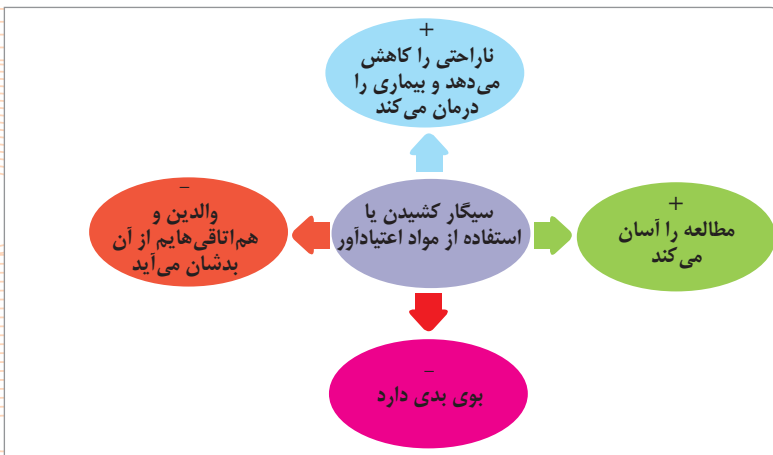 +
ناراحتی را کاهش
می‌دهد و بیماری را
درمان می‌کند
+
مطالعه را آسان
می‌کند
سیگار کشیدن یا
استفاده از مواد اعتیادآور
−
والدین و
هم‌اتاقی‌هایم از آن
بدشان می‌آید
−
بوی بدی دارد